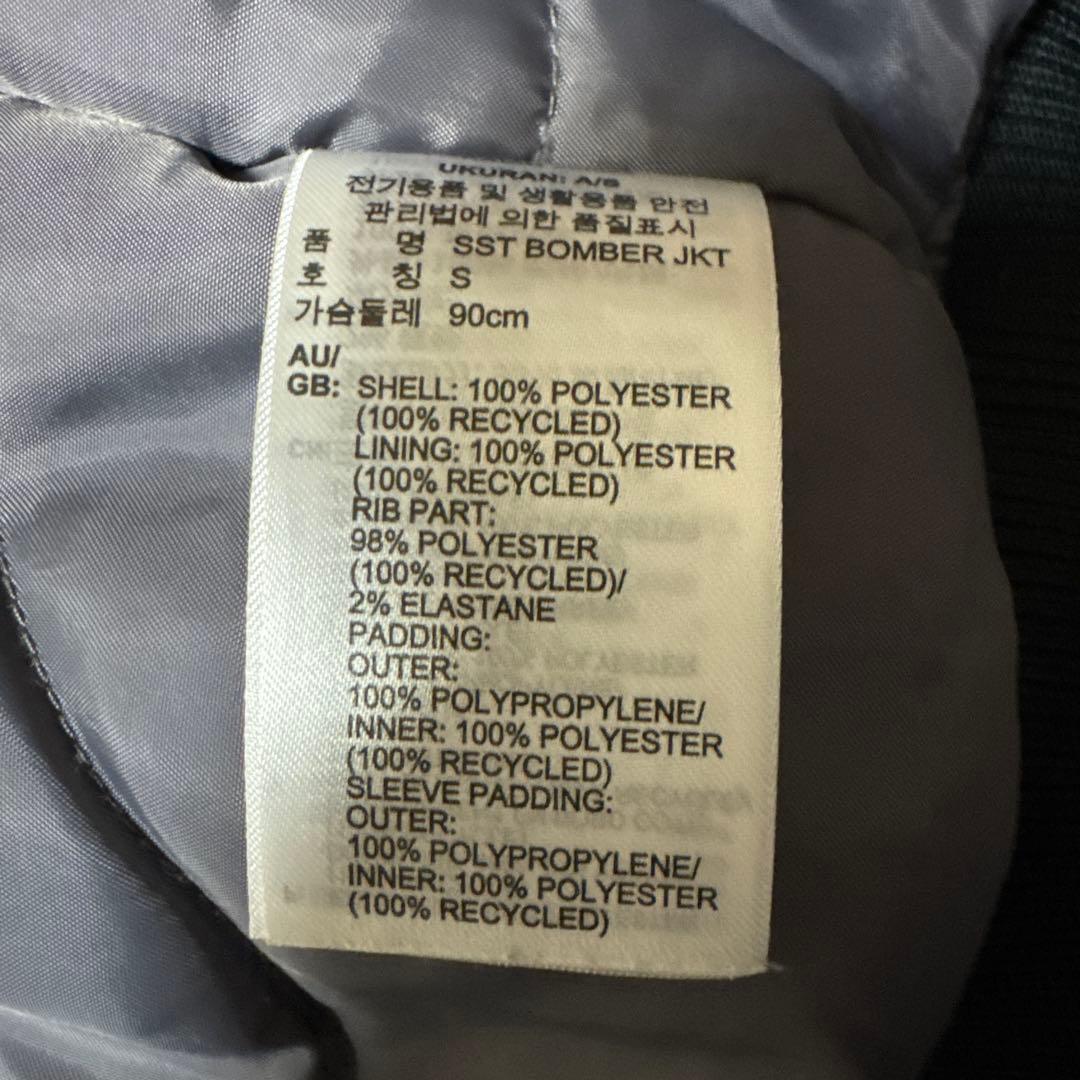 UKURAN: A/S
전기용품 및 생활용품 안전
관리법에 의한 품질표시
품 명 SST BOMBER JKT
호 칭 S
가슴둘레 90cm
AU/
GB: SHELL: 100% POLYESTER
(100% RECYCLED)
LINING: 100% POLYESTER
(100% RECYCLED)
RIB PART:
98% POLYESTER
(100% RECYCLED)/
2% ELASTANE
PADDING:
OUTER:
100% POLYPROPYLENE/
INNER: 100% POLYESTER
(100% RECYCLED)
SLEEVE PADDING:
OUTER:
100% POLYPROPYLENE/
INNER: 100% POLYESTER
(100% RECYCLED)